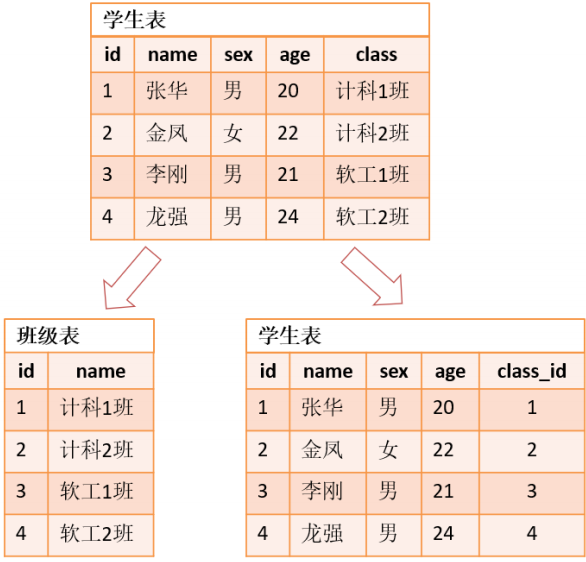 学生表
id name sex age class
1 张华 男 20 计科1班
2 金凤 女 22 计科2班
3 李刚 男 21 软工1班
4 龙强 男 24 软工2班
班级表
id name
1 计科1班
2 计科2班
3 软工1班
4 软工2班
学生表
id name sex age class_id
1 张华 男 20 1
2 金凤 女 22 2
3 李刚 男 21 3
4 龙强 男 24 4